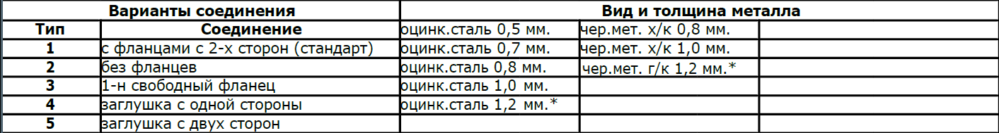 Варианты соединения Вид и толщина металла
Тип Соединение оцинк.сталь 0,5 мм. чер.мет. х/к 0,8 мм.
1 с фланцами с 2-х сторон (стандарт) оцинк.сталь 0,7 мм. чер.мет. х/к 1,0 мм.
2 без фланцев оцинк.сталь 0,8 мм. чер.мет. г/к 1,2 мм.*
3 1-н свободный фланец оцинк.сталь 1,0 мм.
4 заглушка с одной стороны оцинк.сталь 1,2 мм.*
5 заглушка с двух сторон